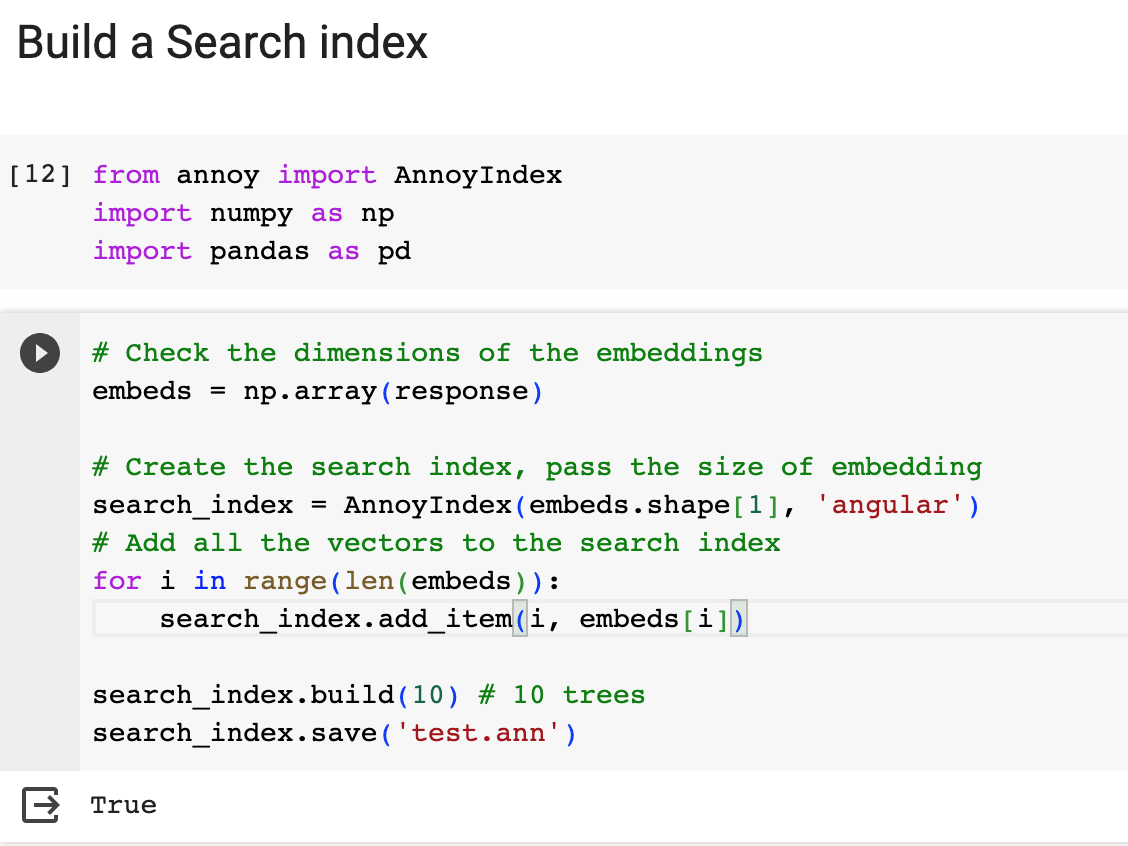 Build a Search index
[12] from annoy import AnnoyIndex
import numpy as np
import pandas as pd
# Check the dimensions of the embeddings
embeds = np.array(response)
# Create the search index, pass the size of embedding
search_index = AnnoyIndex(embeds.shape[1], 'angular')
# Add all the vectors to the search index
for i in range(len(embeds)):
    search_index.add_item(i, embeds[i])
search_index.build(10) # 10 trees
search_index.save('test.ann')
True